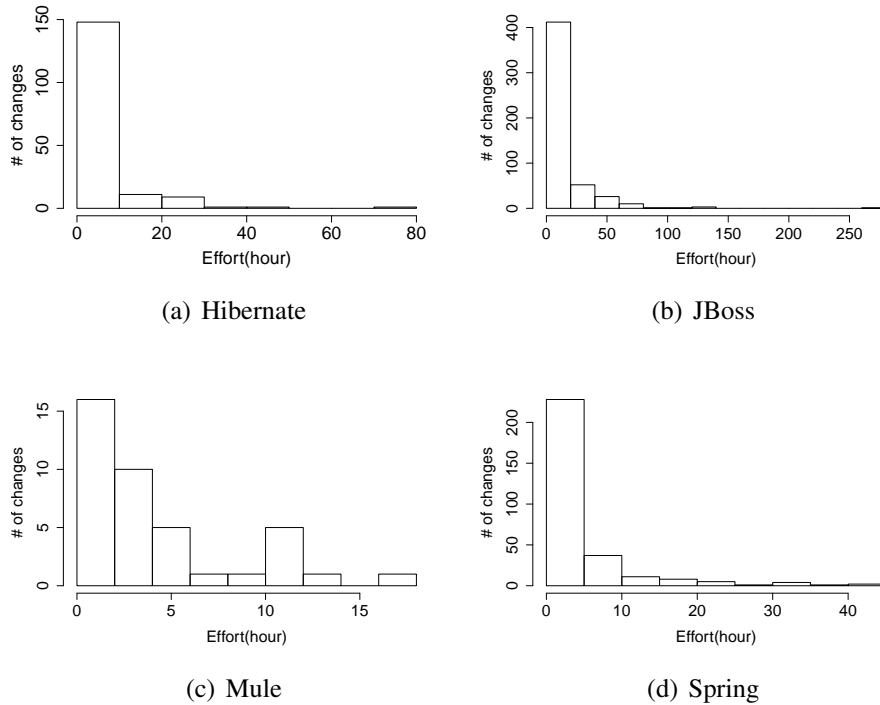 # of changes
150
100
50
0
0 20 40 60 80
Effort(hour)
(a) Hibernate
# of changes
400
300
200
100
0
0 50 100 150 200 250
Effort(hour)
(b) JBoss
# of changes
15
10
5
0
0 5 10 15
Effort(hour)
(c) Mule
# of changes
200
150
100
50
0
0 10 20 30 40
Effort(hour)
(d) Spring